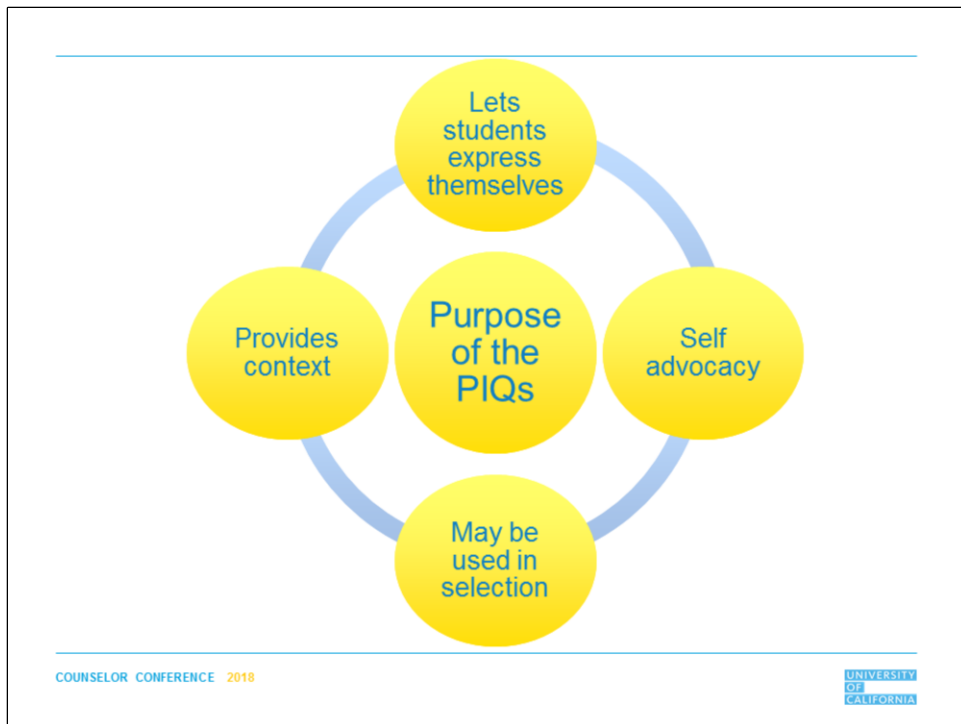 Lets
students
express
themselves
Provides
context
Purpose
of the
PIQs
Self
advocacy
May be
used in
selection
COUNSELOR CONFERENCE 2018
UNIVERSITY
OF
CALIFORNIA